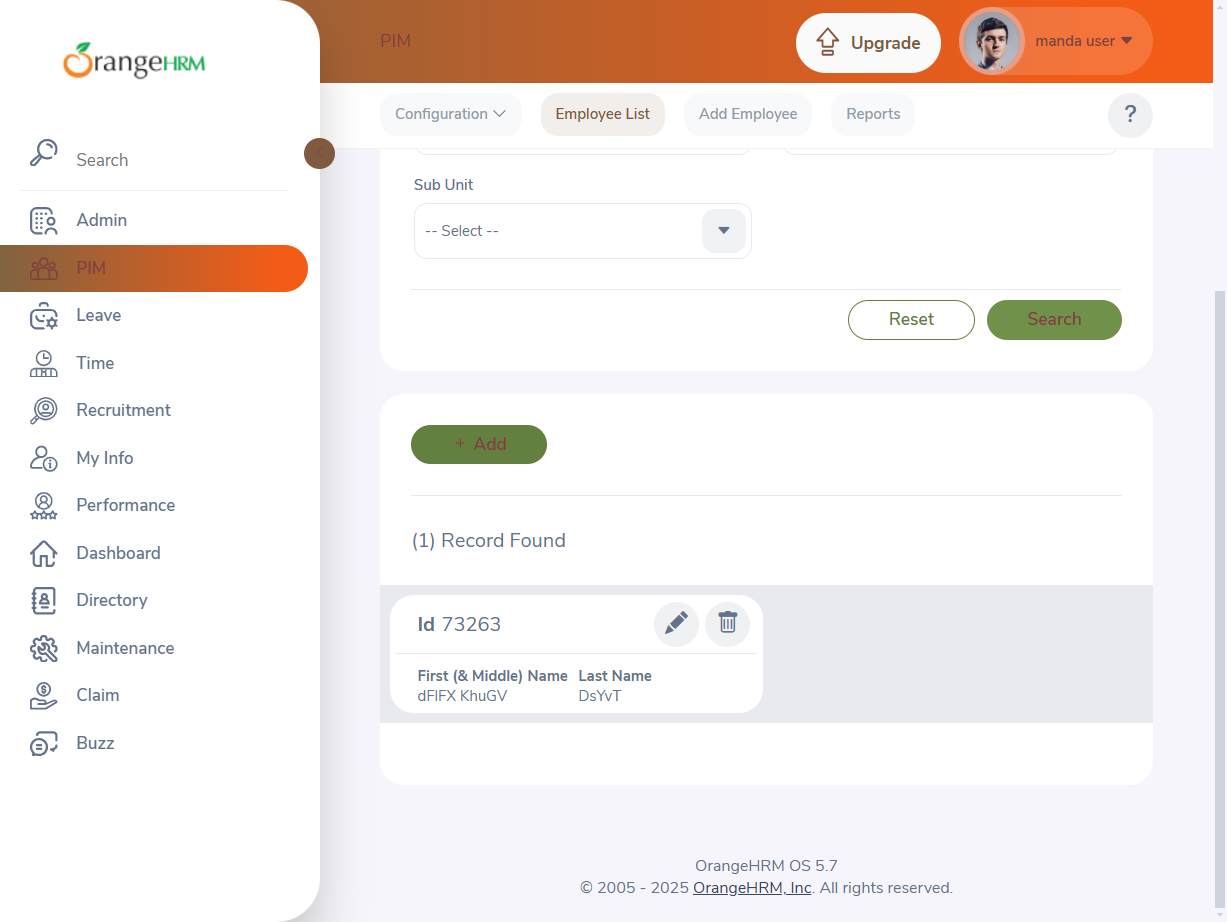 OrangeHRM
Search
Admin
PIM
Leave
Time
Recruitment
My Info
Performance
Dashboard
Directory
Maintenance
Claim
Buzz
PIM
Upgrade
manda user
Configuration
Employee List
Add Employee
Reports
?
Sub Unit
-- Select --
Reset
Search
+ Add
(1) Record Found
Id 73263
First (& Middle) Name Last Name
dFIFX KhuGV DsYvT
OrangeHRM OS 5.7
© 2005 - 2025 OrangeHRM, Inc. All rights reserved.